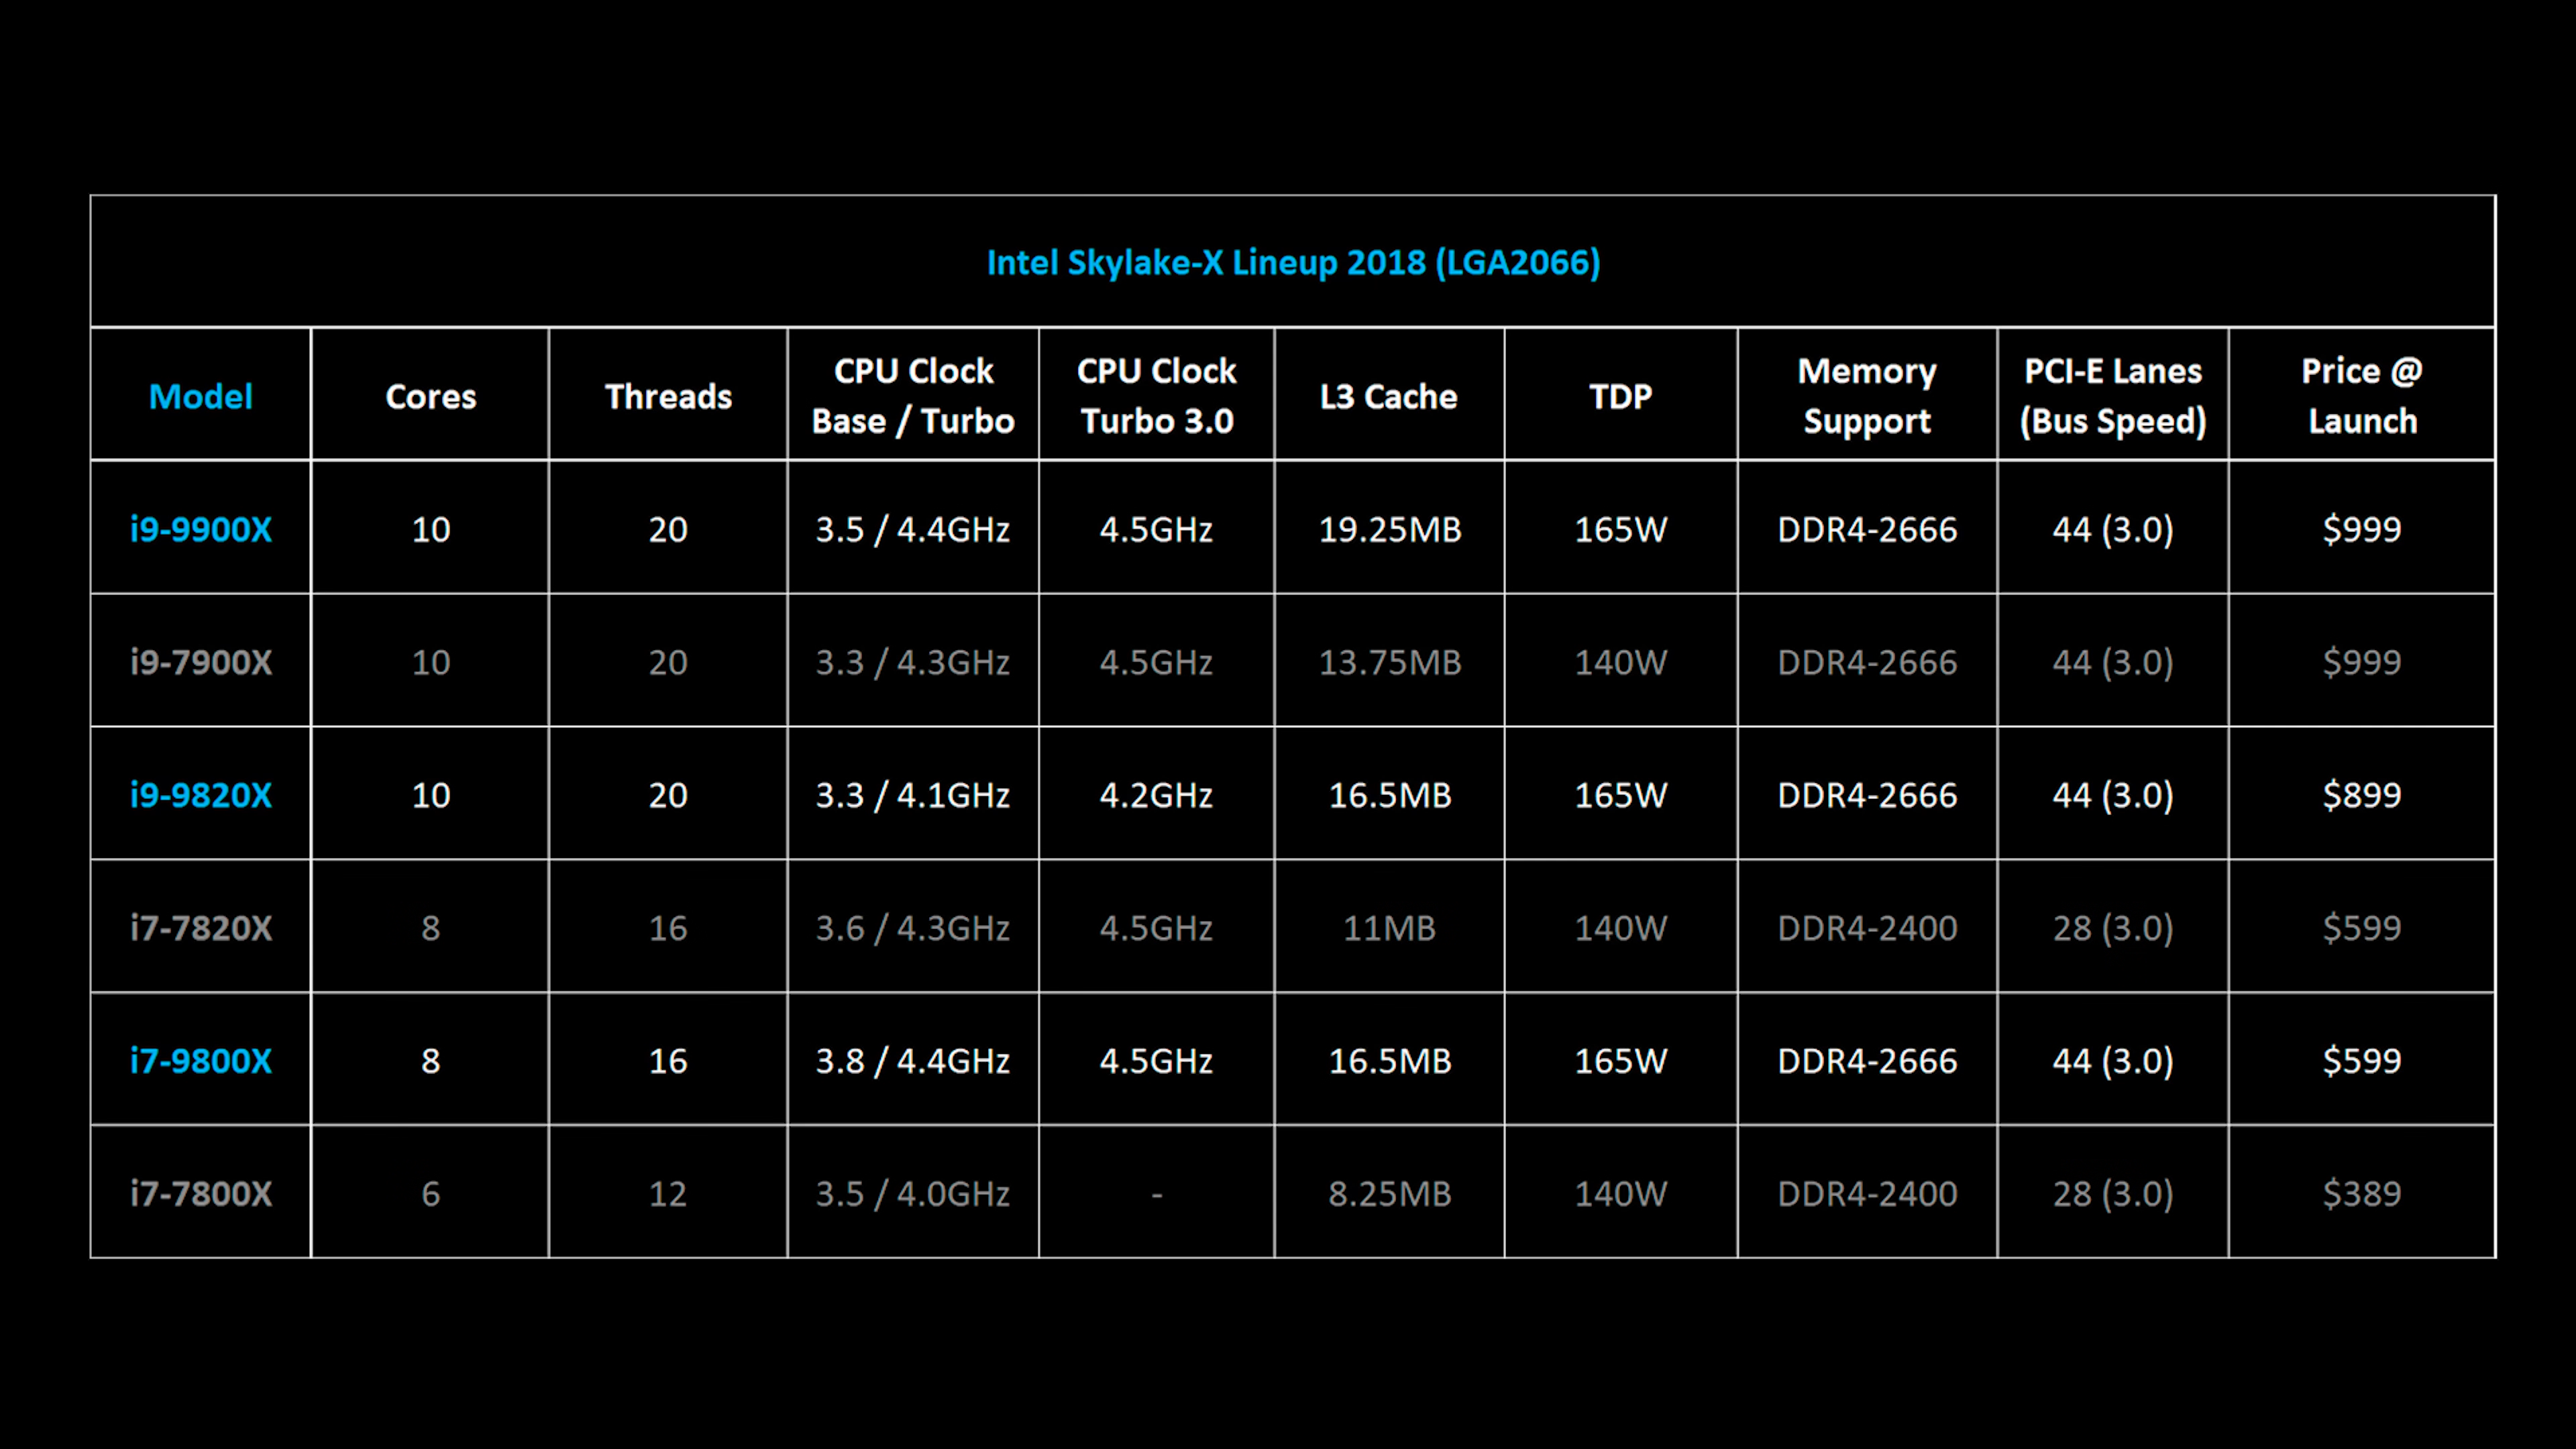 Intel Skylake-X Lineup 2018 (LGA2066)
Model Cores Threads CPU Clock Base / Turbo CPU Clock Turbo 3.0 L3 Cache TDP Memory Support PCI-E Lanes (Bus Speed) Price @ Launch
i9-9900X 10 20 3.5 / 4.4GHz 4.5GHz 19.25MB 165W DDR4-2666 44 (3.0) $999
i9-7900X 10 20 3.3 / 4.3GHz 4.5GHz 13.75MB 140W DDR4-2666 44 (3.0) $999
i9-9820X 10 20 3.3 / 4.1GHz 4.2GHz 16.5MB 165W DDR4-2666 44 (3.0) $899
i7-7820X 8 16 3.6 / 4.3GHz 4.5GHz 11MB 140W DDR4-2400 28 (3.0) $599
i7-9800X 8 16 3.8 / 4.4GHz 4.5GHz 16.5MB 165W DDR4-2666 44 (3.0) $599
i7-7800X 6 12 3.5 / 4.0GHz - 8.25MB 140W DDR4-2400 28 (3.0) $389